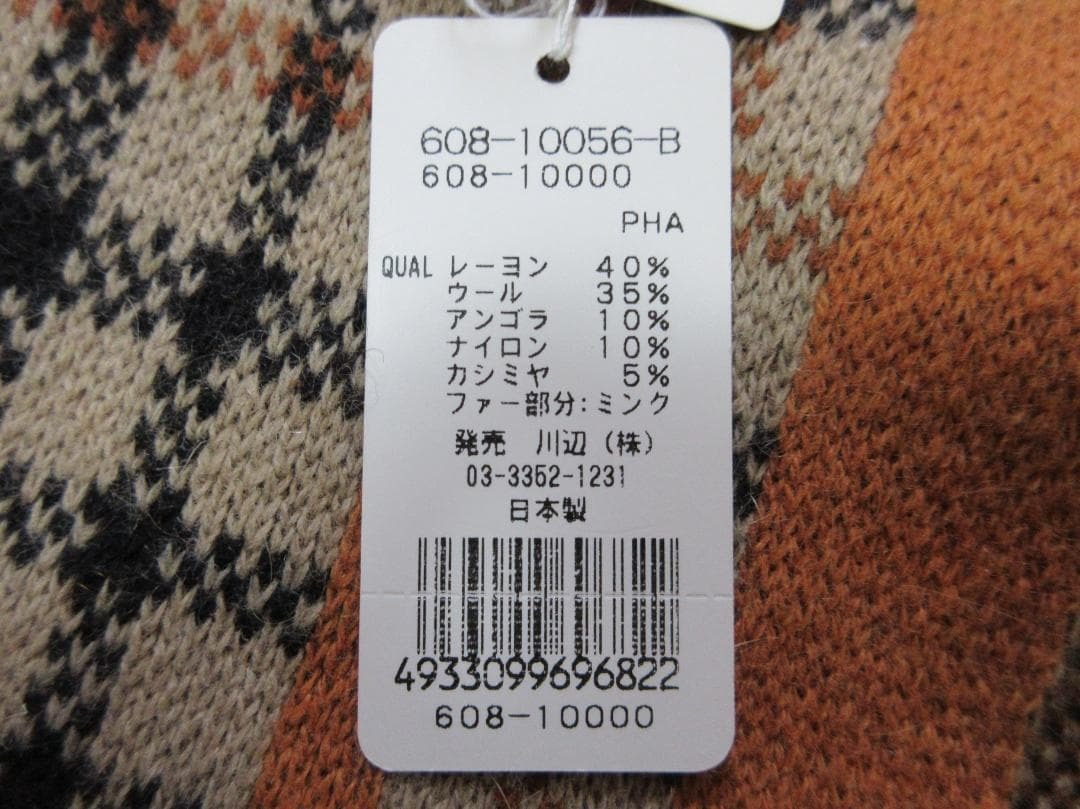 608-10056-B
608-10000
PHA
QUAL レーヨン 40%
ウール 35%
アンゴラ 10%
ナイロン 10%
カシミヤ 5%
ファー部分:ミンク
発売 川辺(株)
03-3352-1231
日本製
4933099696822
608-10000